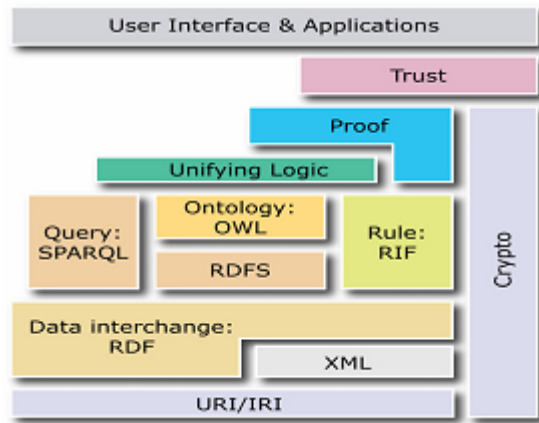 User Interface & Applications
Trust
Proof
Unifying Logic
Query:
SPARQL
Ontology:
OWL
RDFS
Rule:
RIF
Crypto
Data interchange:
RDF
XML
URI/IRI